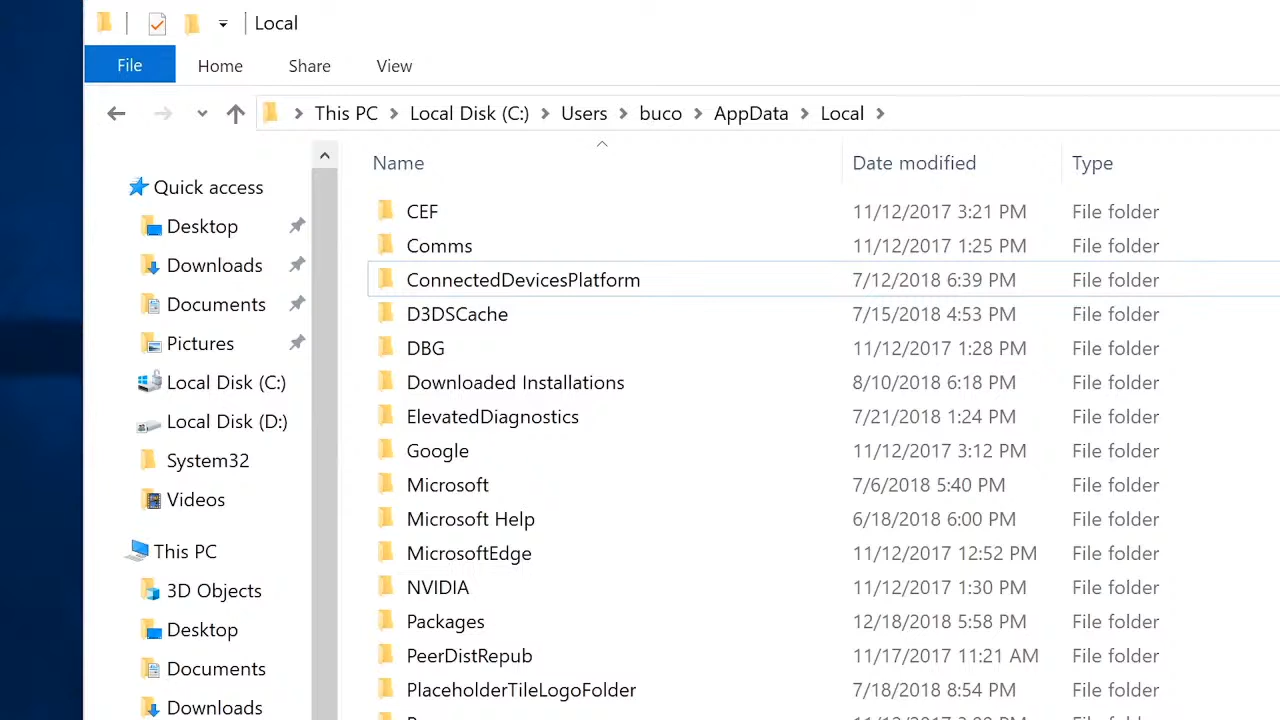 Local
File Home Share View
This PC Local Disk (C:) Users buco AppData Local
Name Date modified Type
Quick access
Desktop
Downloads
Documents
Pictures
Local Disk (C:)
Local Disk (D:)
System32
Videos
This PC
3D Objects
Desktop
Documents
Downloads
CEF 11/12/2017 3:21 PM File folder
Comms 11/12/2017 1:25 PM File folder
ConnectedDevicesPlatform 7/12/2018 6:39 PM File folder
D3DSCache 7/15/2018 4:53 PM File folder
DBG 11/12/2017 1:28 PM File folder
Downloaded Installations 8/10/2018 6:18 PM File folder
ElevatedDiagnostics 7/21/2018 1:24 PM File folder
Google 11/12/2017 3:12 PM File folder
Microsoft 7/6/2018 5:40 PM File folder
Microsoft Help 6/18/2018 6:00 PM File folder
MicrosoftEdge 11/12/2017 12:52 PM File folder
NVIDIA 11/12/2017 1:30 PM File folder
Packages 12/18/2018 5:58 PM File folder
PeerDistRepub 11/17/2017 11:21 AM File folder
PlaceholderTileLogoFolder 7/18/2018 8:54 PM File folder